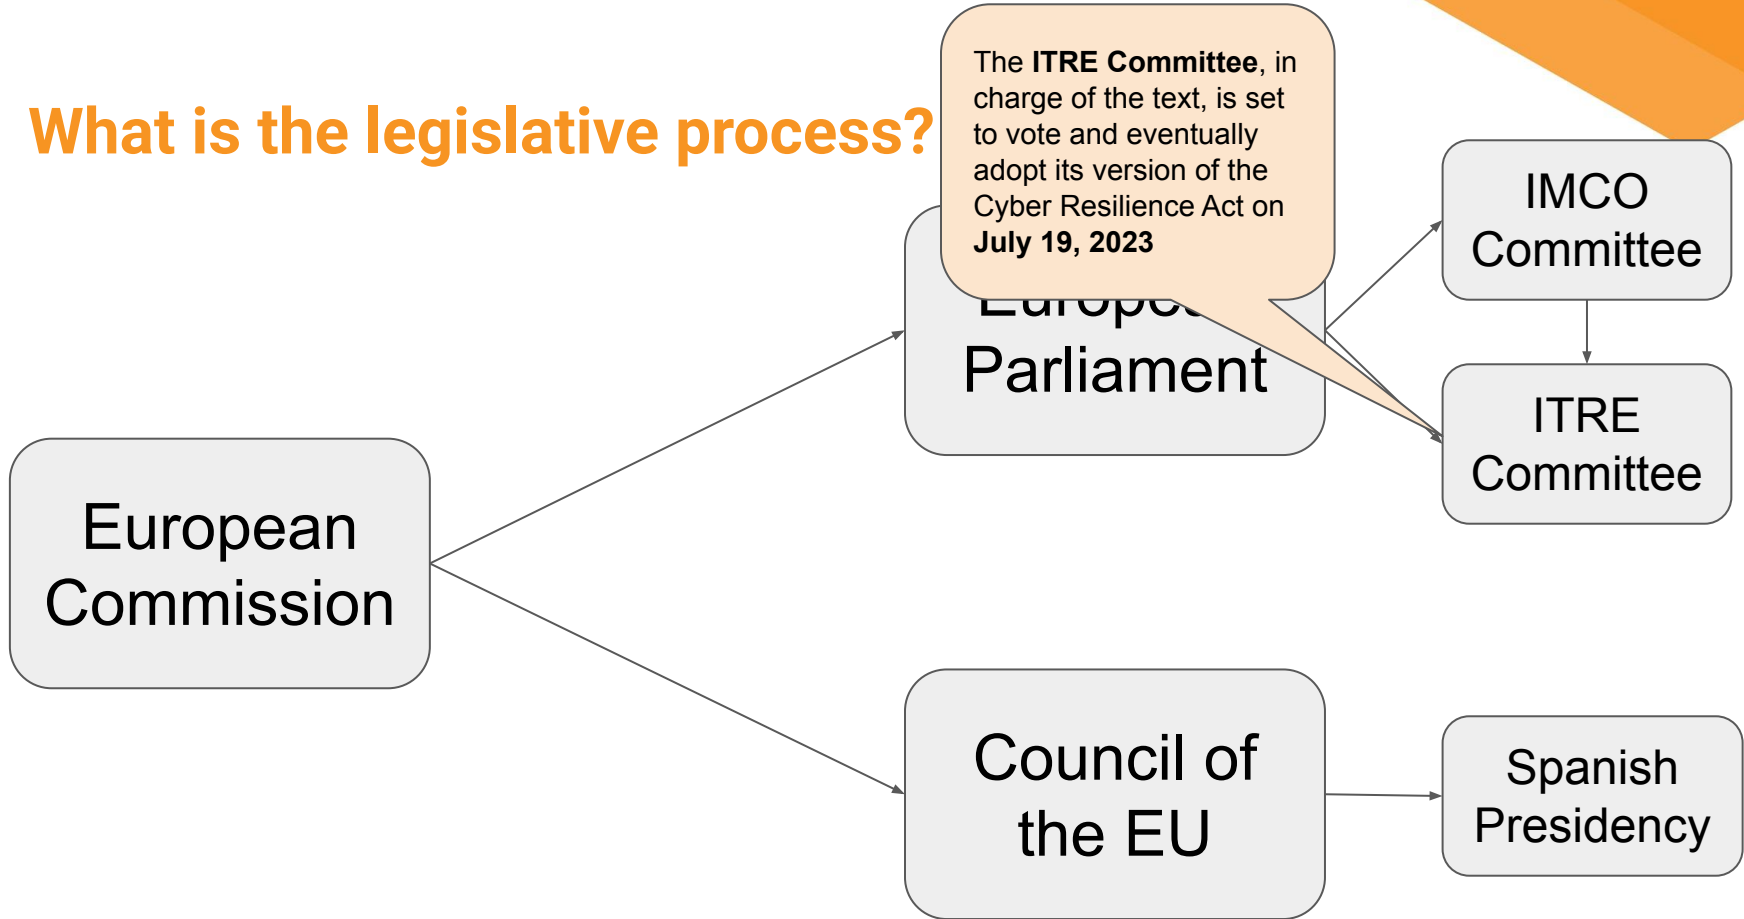 What is the legislative process?
The ITRE Committee, in
charge of the text, is set
to vote and eventually
adopt its version of the
Cyber Resilience Act on
July 19, 2023
European
Parliament
IMCO
Committee
ITRE
Committee
European
Commission
Council of
the EU
Spanish
Presidency